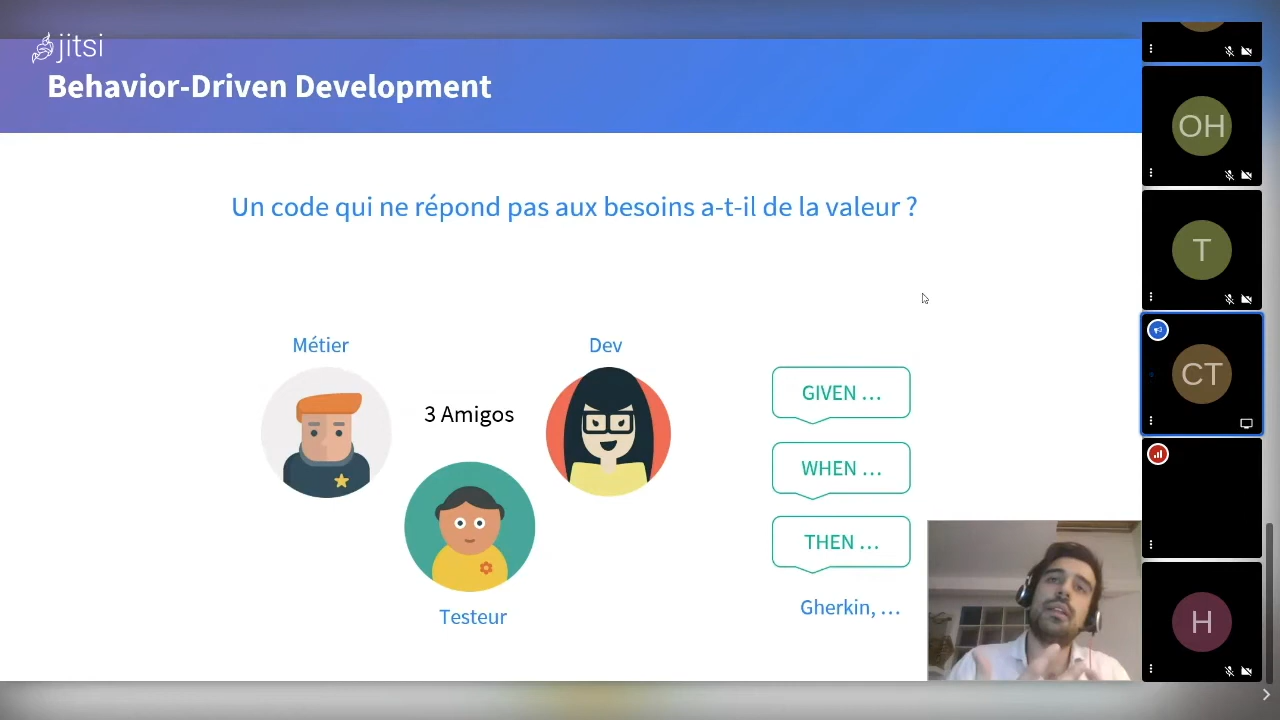 jitsi
Behavior-Driven Development
Un code qui ne répond pas aux besoins a-t-il de la valeur ?
Métier
Dev
3 Amigos
Testeur
GIVEN …
WHEN …
THEN …
Gherkin, …
OH
T
CT
H